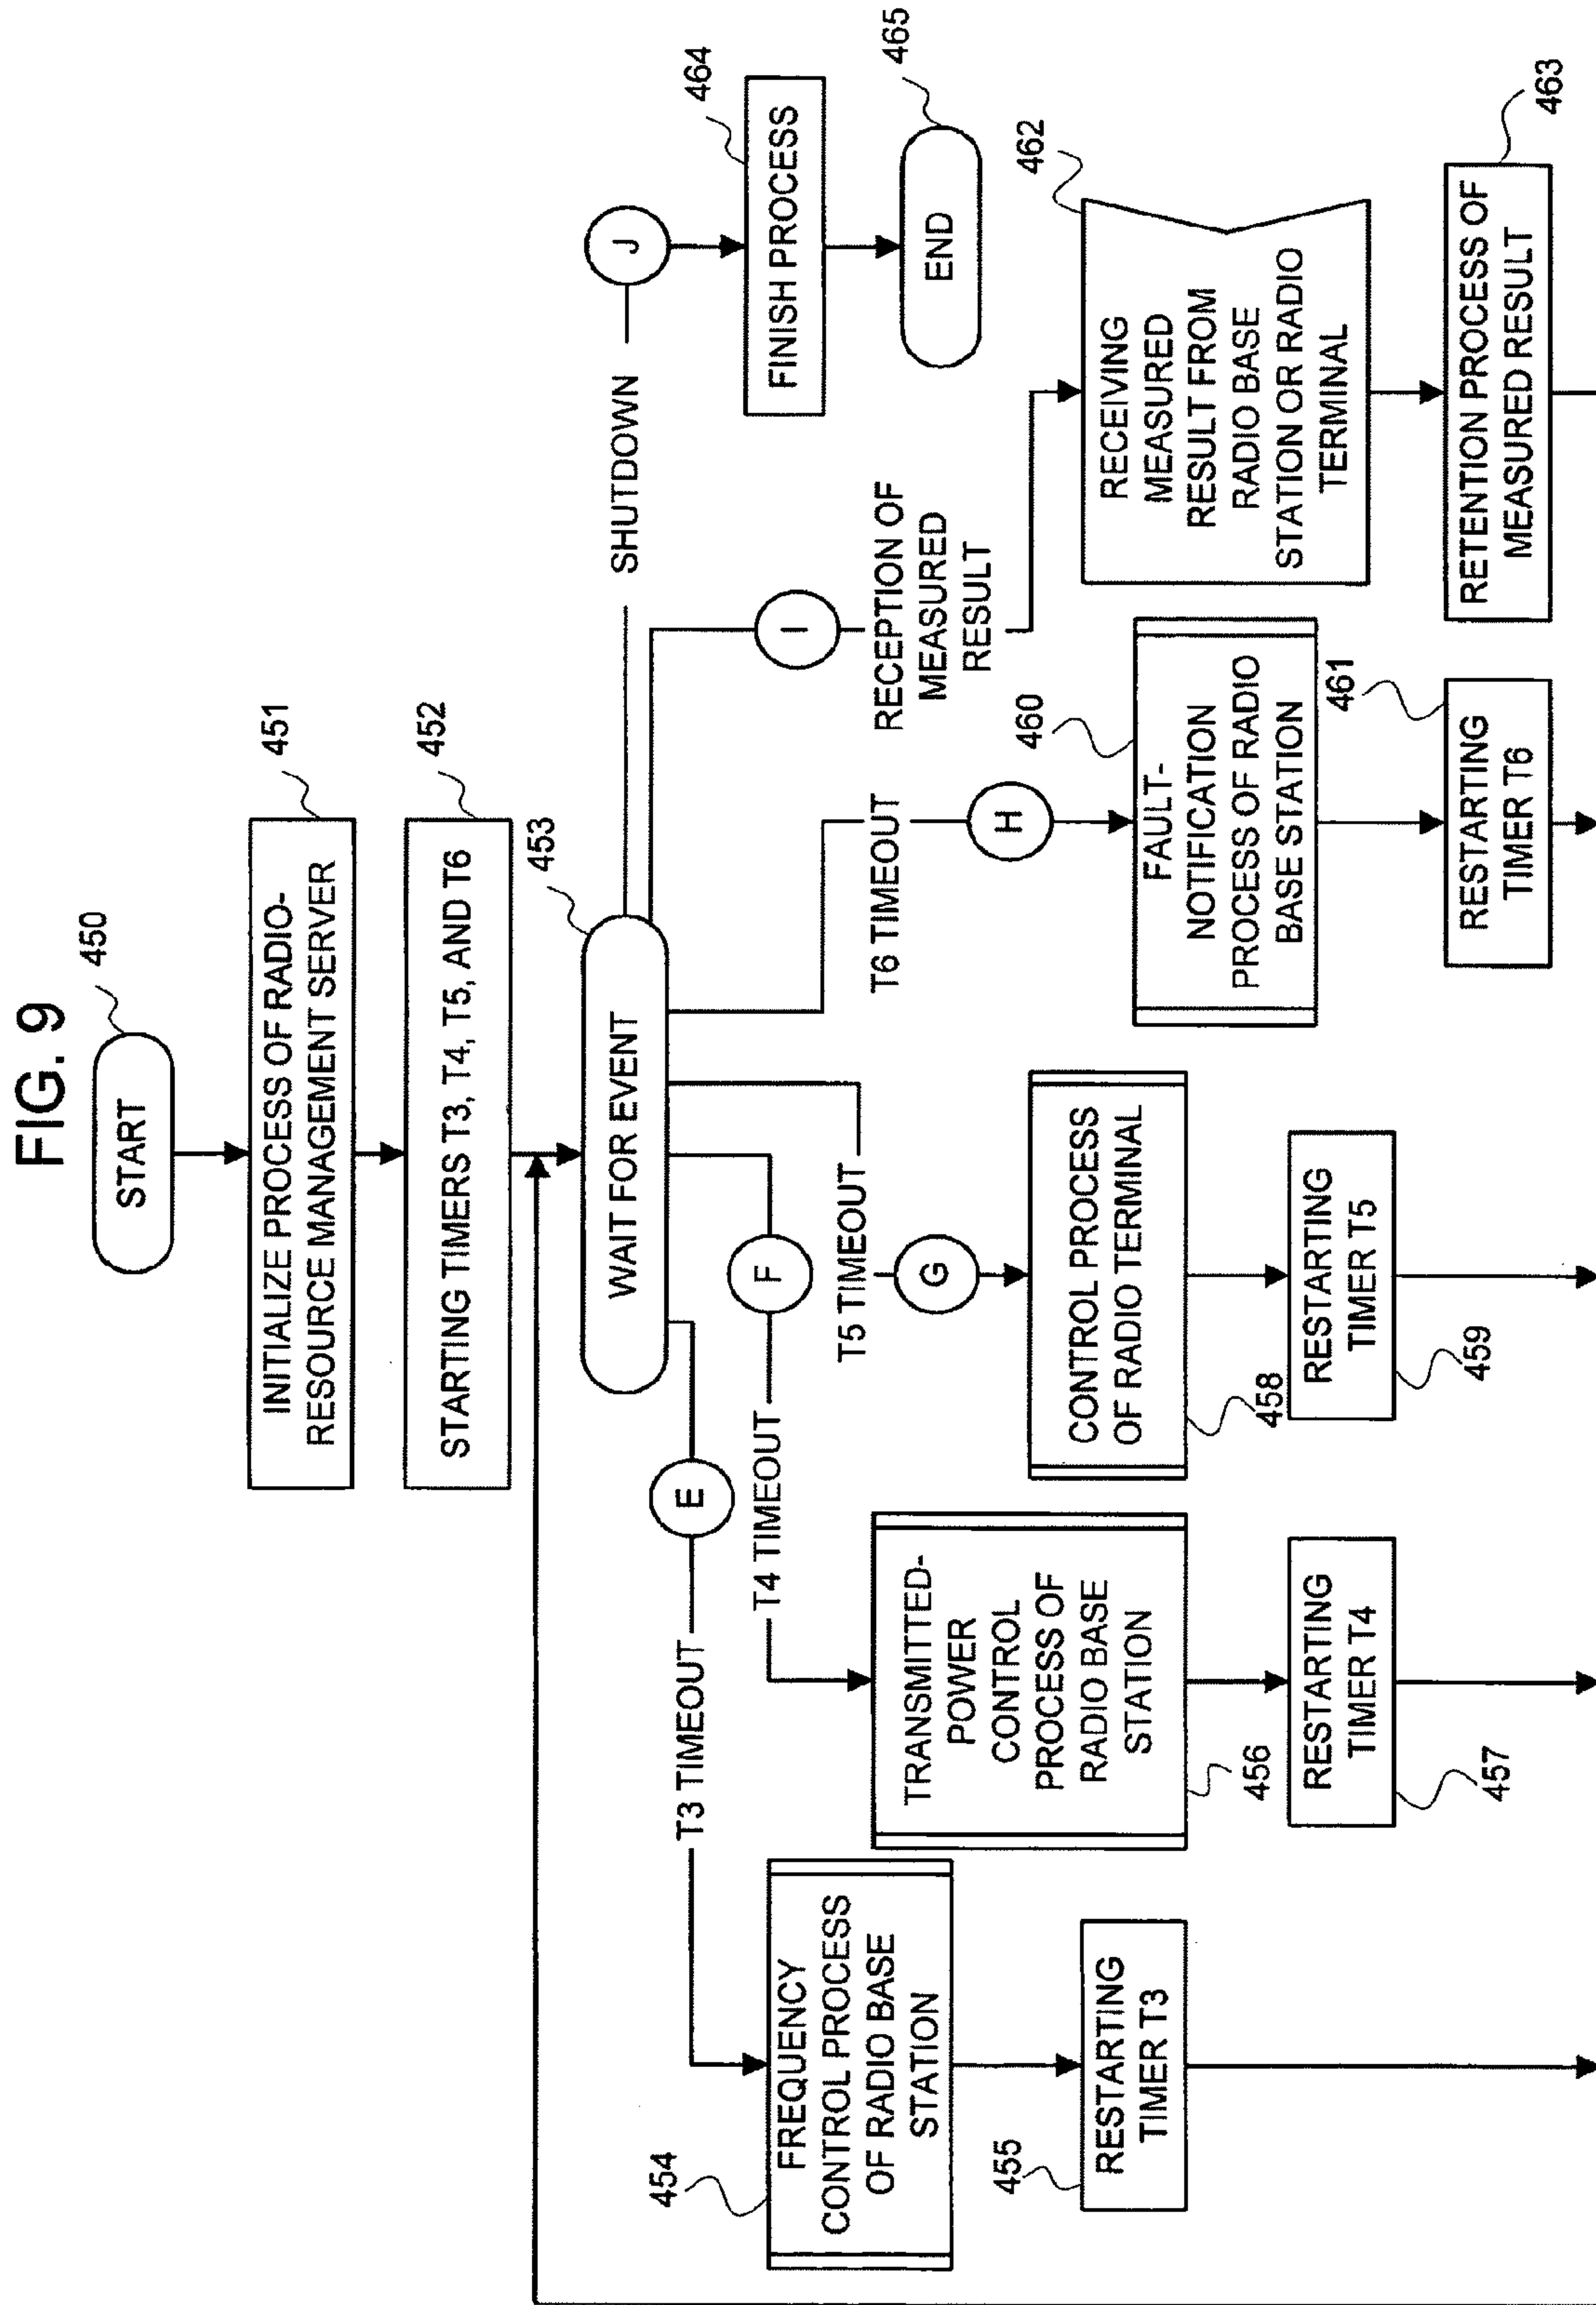 FIG. 9
START
450
INITIALIZE PROCESS OF RADIO-
RESOURCE MANAGEMENT SERVER
451
STARTING TIMERS T3, T4, T5, AND T6
452
WAIT FOR EVENT
453
E
T3 TIMEOUT
FREQUENCY
CONTROL PROCESS
OF RADIO BASE
STATION
454
RESTARTING
TIMER T3
455
F
T4 TIMEOUT
TRANSMITTED-
POWER
CONTROL
PROCESS OF
RADIO BASE
STATION
456
RESTARTING
TIMER T4
457
T5 TIMEOUT
G
CONTROL PROCESS
OF RADIO TERMINAL
458
RESTARTING
TIMER T5
459
T6 TIMEOUT
H
FAULT-
NOTIFICATION
PROCESS OF RADIO
BASE STATION
460
RESTARTING
TIMER T6
461
I
RECEPTION OF
MEASURED
RESULT
RECEIVING
MEASURED
RESULT FROM
RADIO BASE
STATION OR RADIO
TERMINAL
462
RETENTION PROCESS OF
MEASURED RESULT
463
SHUTDOWN
J
FINISH PROCESS
464
END
465